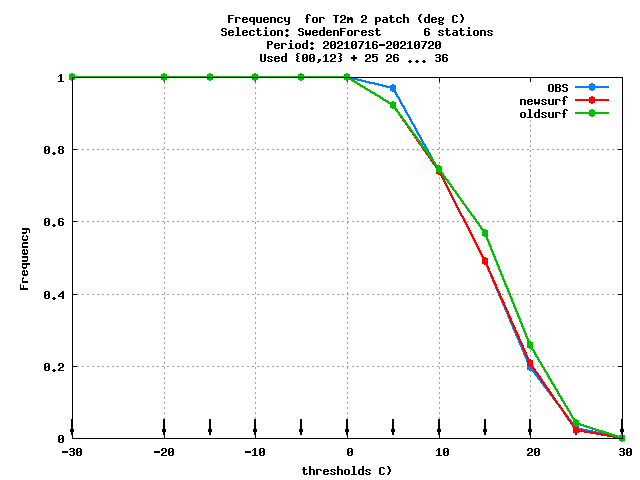 Frequency  for T2m 2 patch (deg C)
Selection: SwedenForest      6 stations
Period: 20210716-20210720
Used {00,12} + 25 26 ... 36
OBS
newsurf
oldsurf
1
0.8
0.6
0.4
0.2
0
Frequency
-30 -20 -10 0 10 20 30
thresholds C)